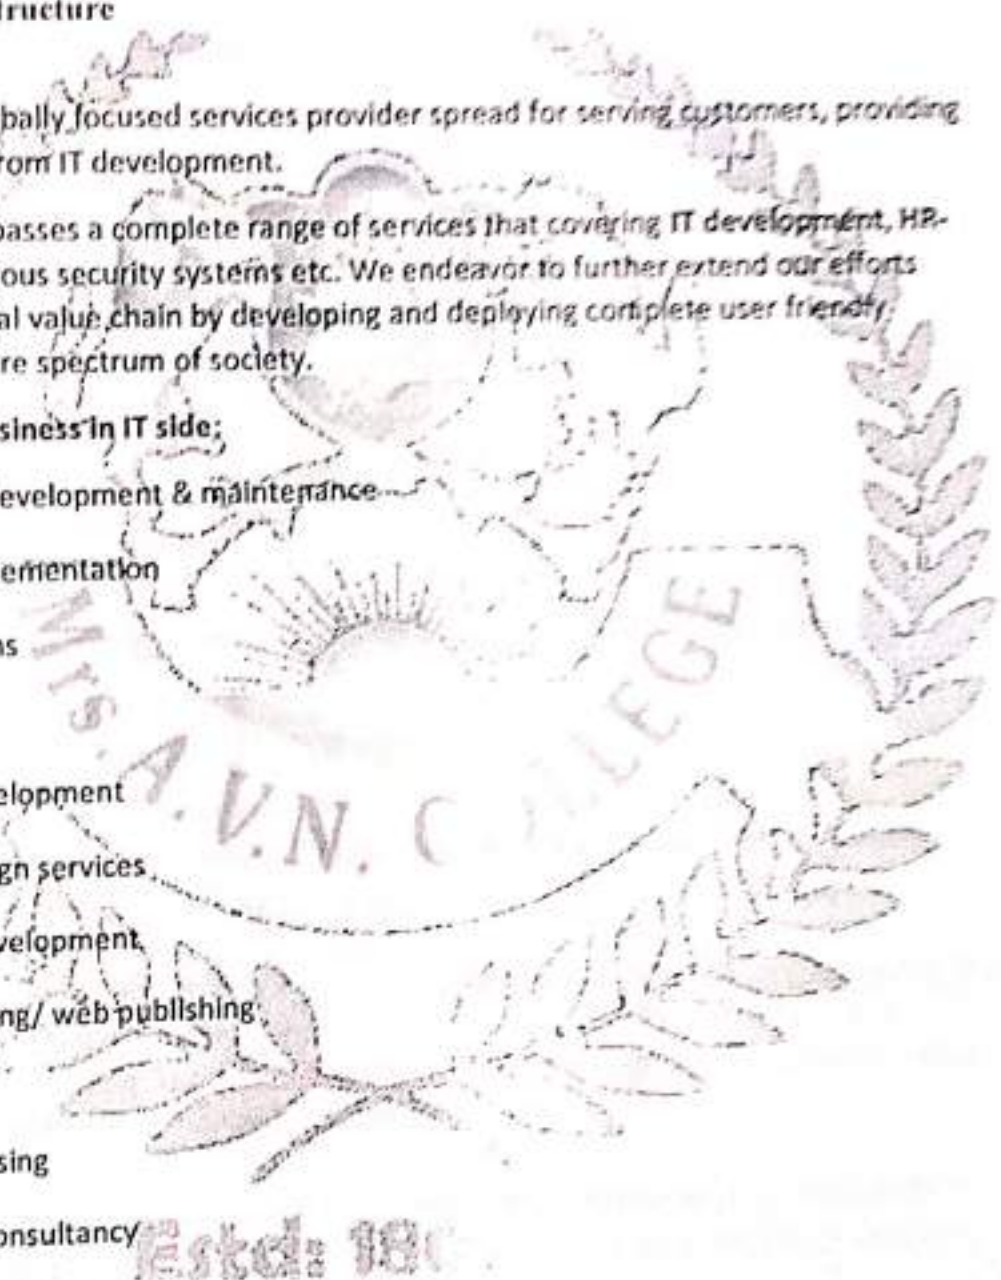 tructure
bally focused services provider spread for serving customers, providing
rom IT development.
passes a complete range of services that covering IT development, HR-
ous security systems etc. We endeavor to further extend our efforts
al value chain by developing and deploying complete user friendly
re spectrum of society.
siness in IT side;
evelopment & maintenance
ementation
ns
elopment
gn services
velopment
ng/ web publishing
sing
onsultancy
Mrs. A.V.N. C LLEGE
Estd: 18